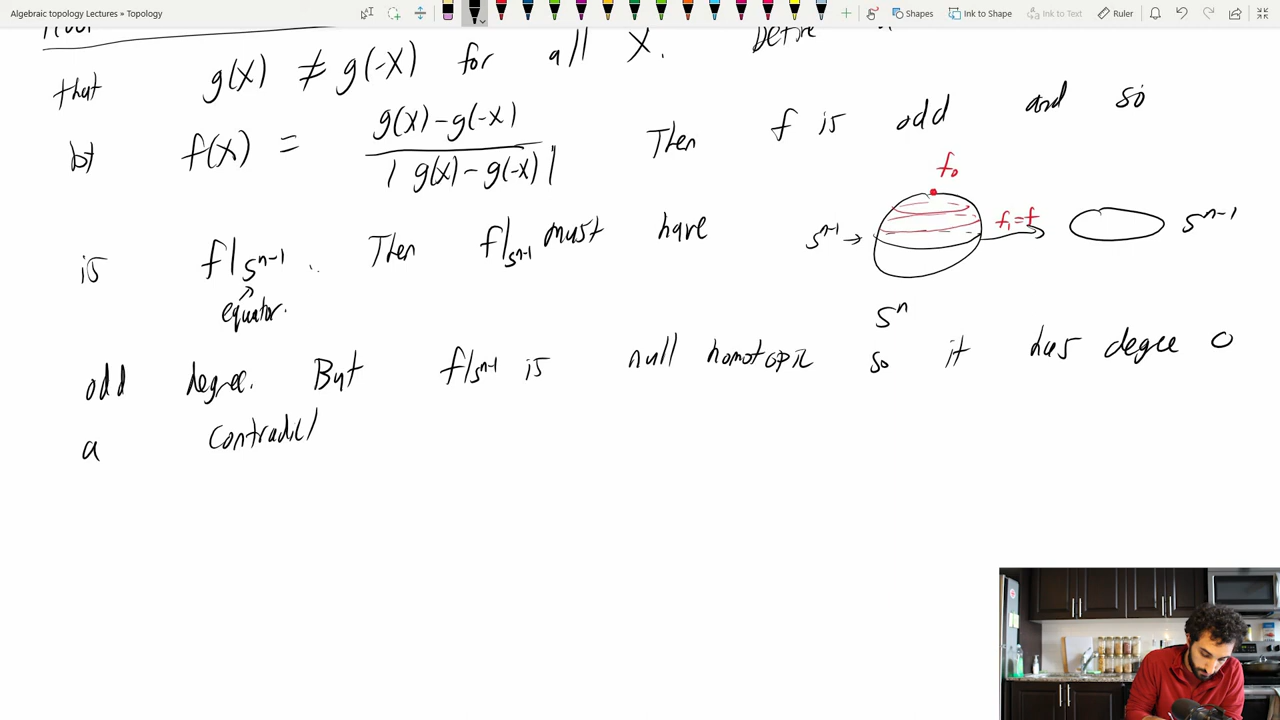 Algebraic topology Lectures » Topology
Shapes Ink to Shape Ink to Text Ruler
that g(x) ≠ g(-x) for all x. Define
by f(x) = g(x)-g(-x) / | g(x)-g(-x) | Then f is odd and so
f₀
is f|sⁿ⁻¹. Then f|sⁿ⁻¹ must have
Sⁿ⁻¹ → f₁=f Sⁿ⁻¹
equator.
Sⁿ
odd degree. But f|sⁿ⁻¹ is null homotopic so it has degee 0
a contradic